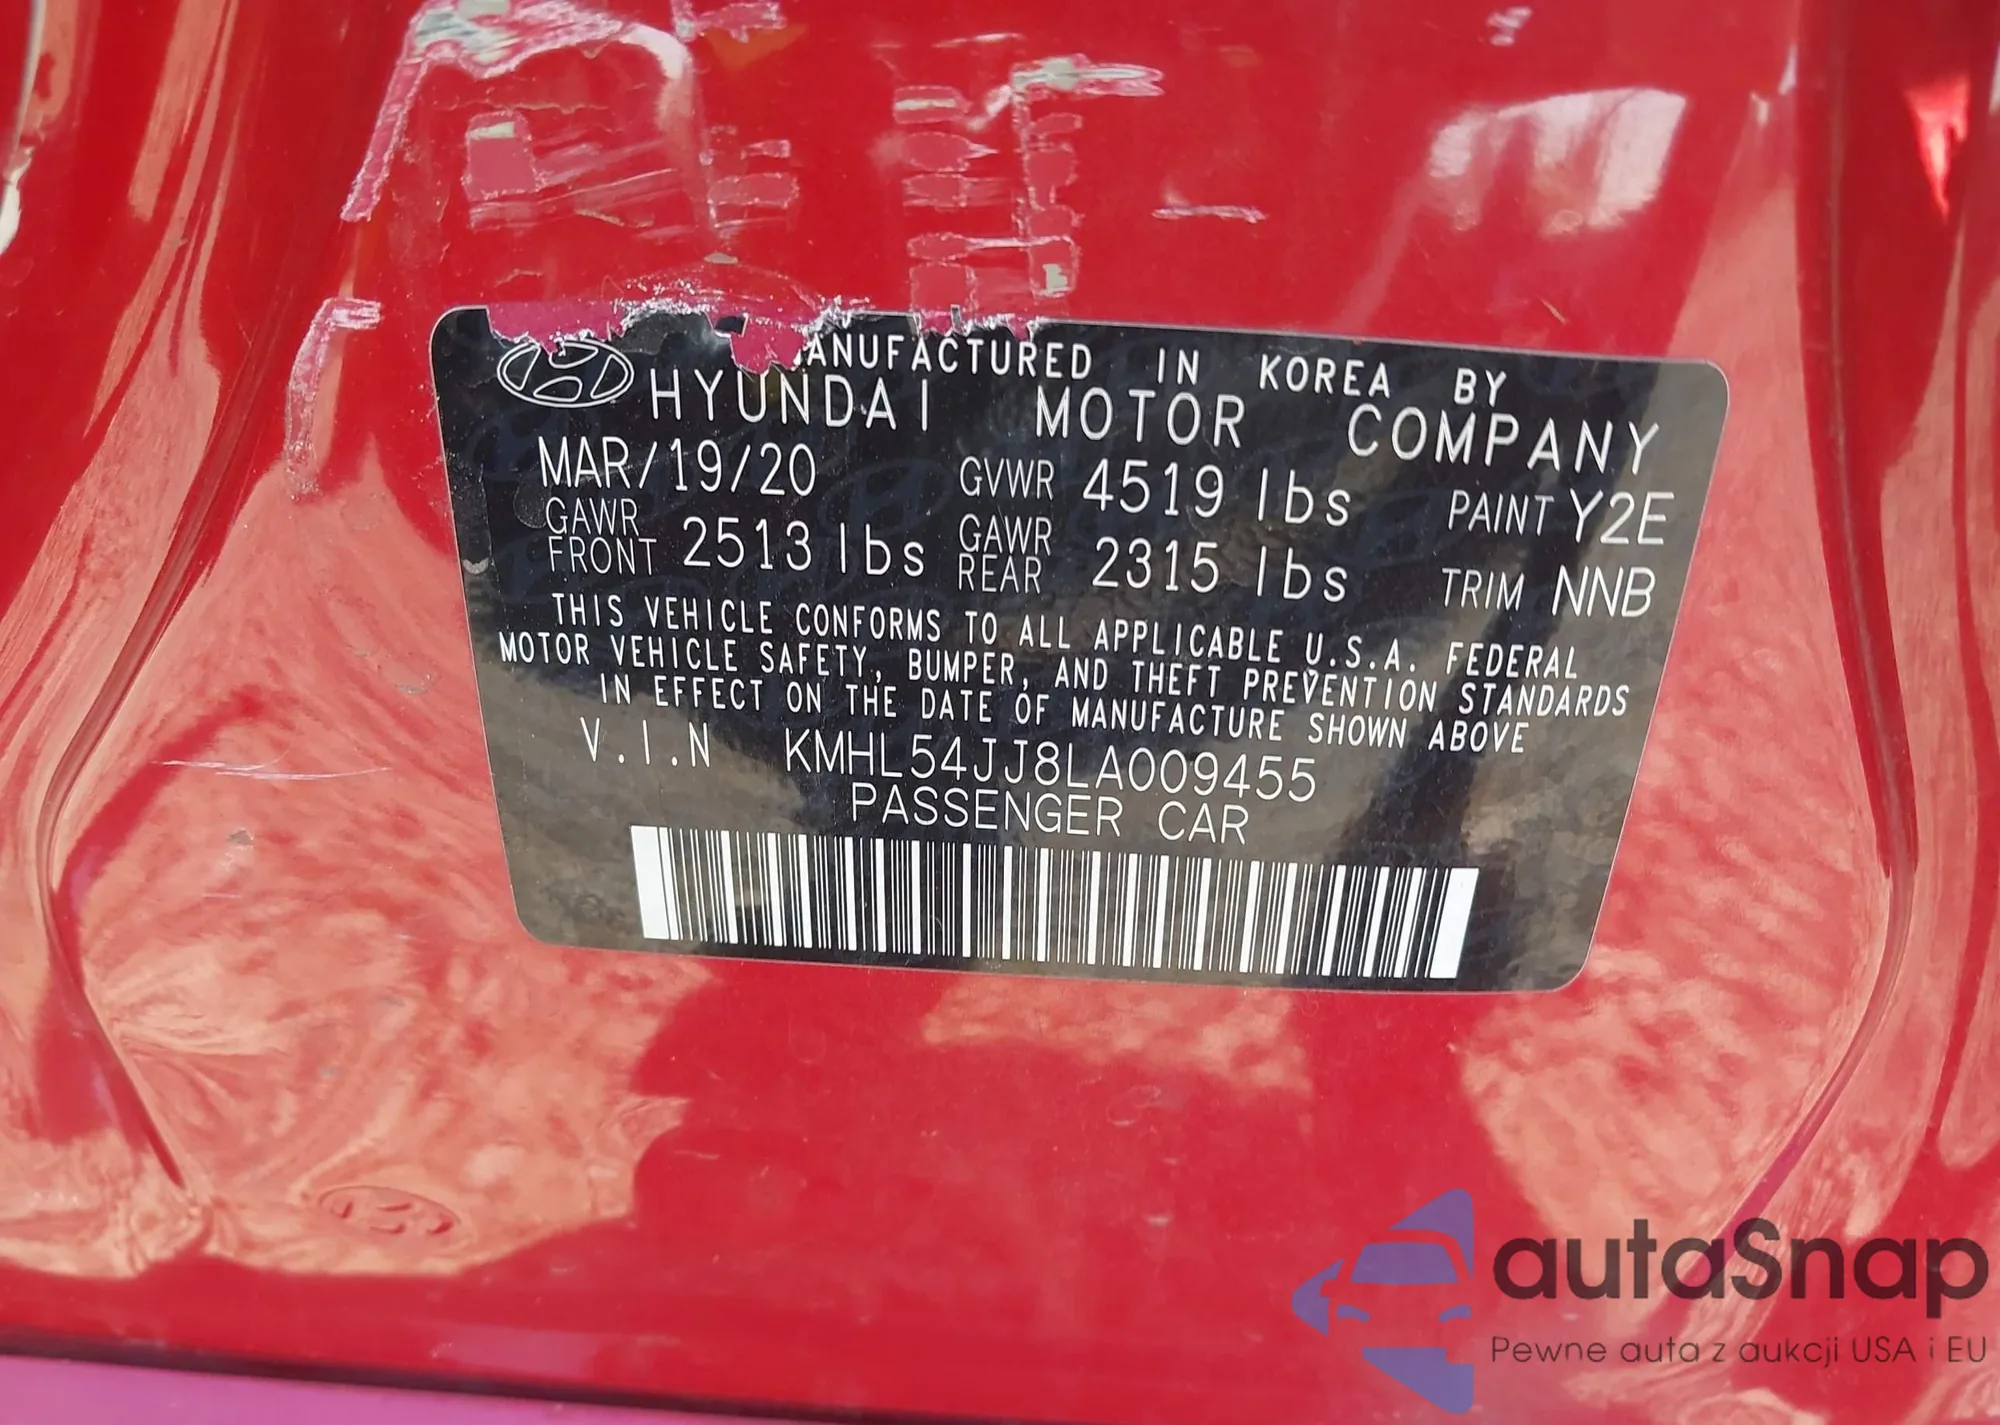 MANUFACTURED IN KOREA BY
HYUNDAI MOTOR COMPANY
MAR/19/20 GVWR 4519 lbs PAINT Y2E
GAWR FRONT 2513 lbs GAWR REAR 2315 lbs TRIM NNB
THIS VEHICLE CONFORMS TO ALL APPLICABLE U.S.A. FEDERAL
MOTOR VEHICLE SAFETY, BUMPER, AND THEFT PREVENTION STANDARDS
IN EFFECT ON THE DATE OF MANUFACTURE SHOWN ABOVE
V.I.N KMHL54JJ8LA009455
PASSENGER CAR
autaSnap
Pewne auta z aukcji USA i EU